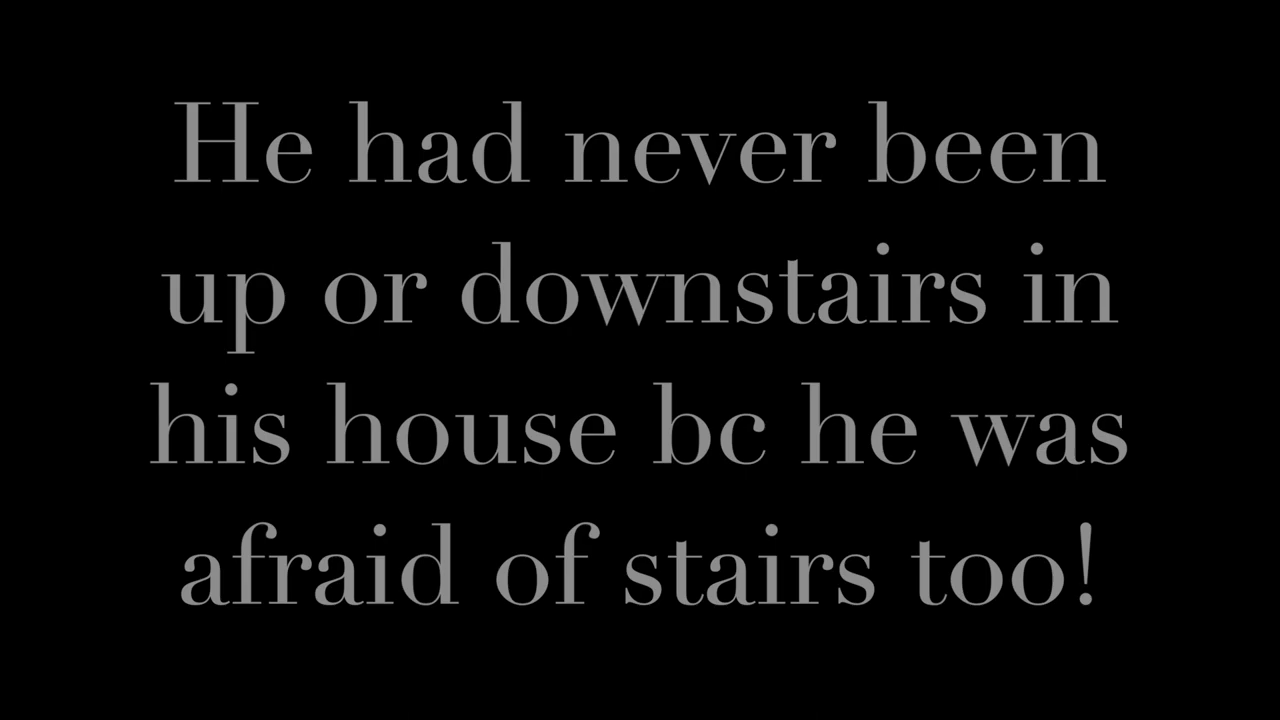 He had never been
up or downstairs in
his house bc he was
afraid of stairs too!